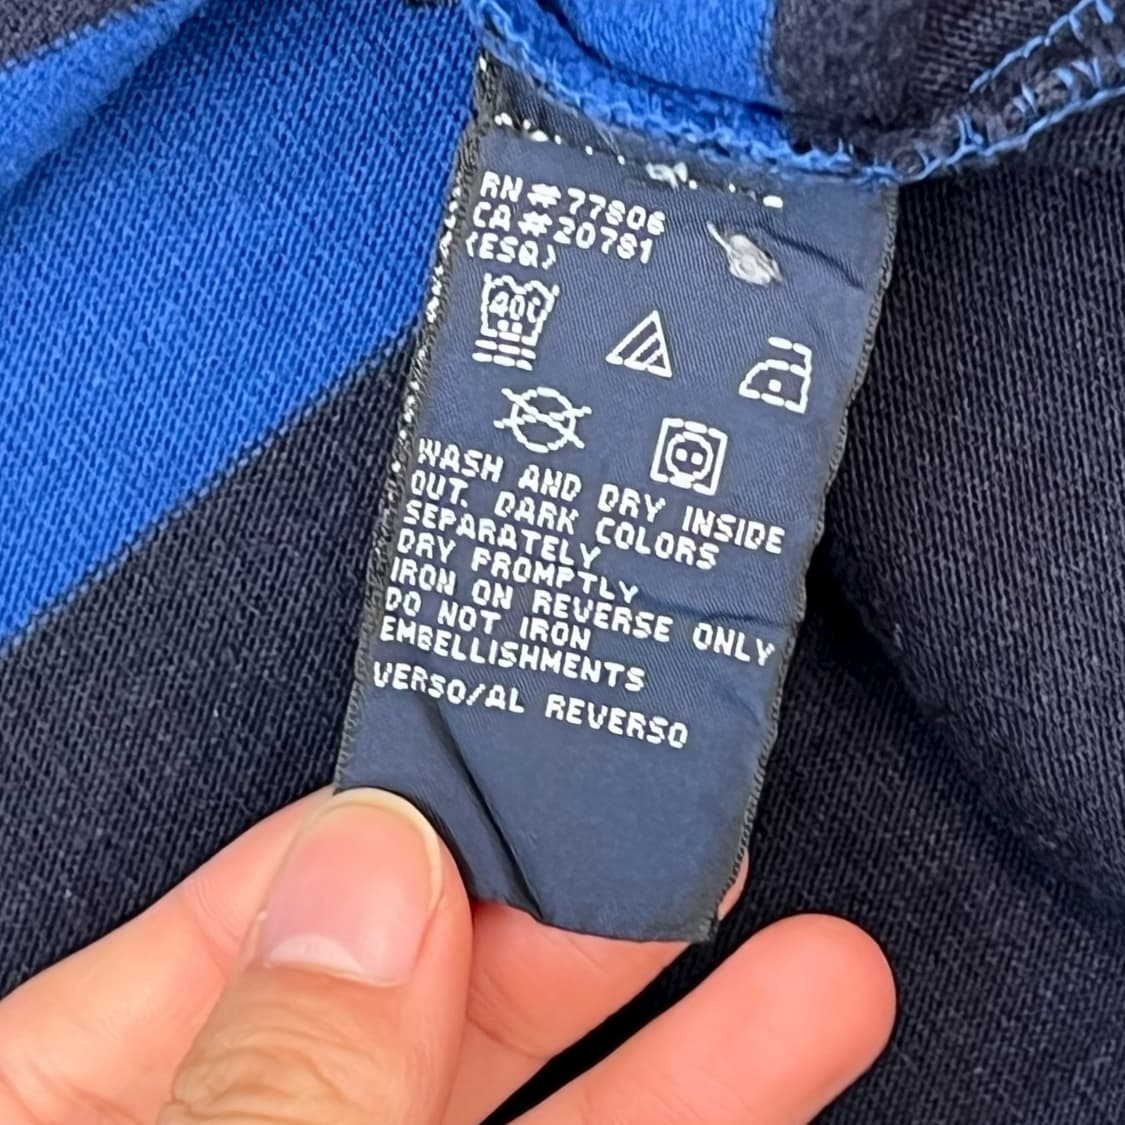 RN#77806
CA#20781
(ESQ)
40C
WASH AND DRY INSIDE
OUT. DARK COLORS
SEPARATELY
DRY PROMPTLY
IRON ON REVERSE ONLY
DO NOT IRON
EMBELLISHMENTS
VERSO/AL REVERSO